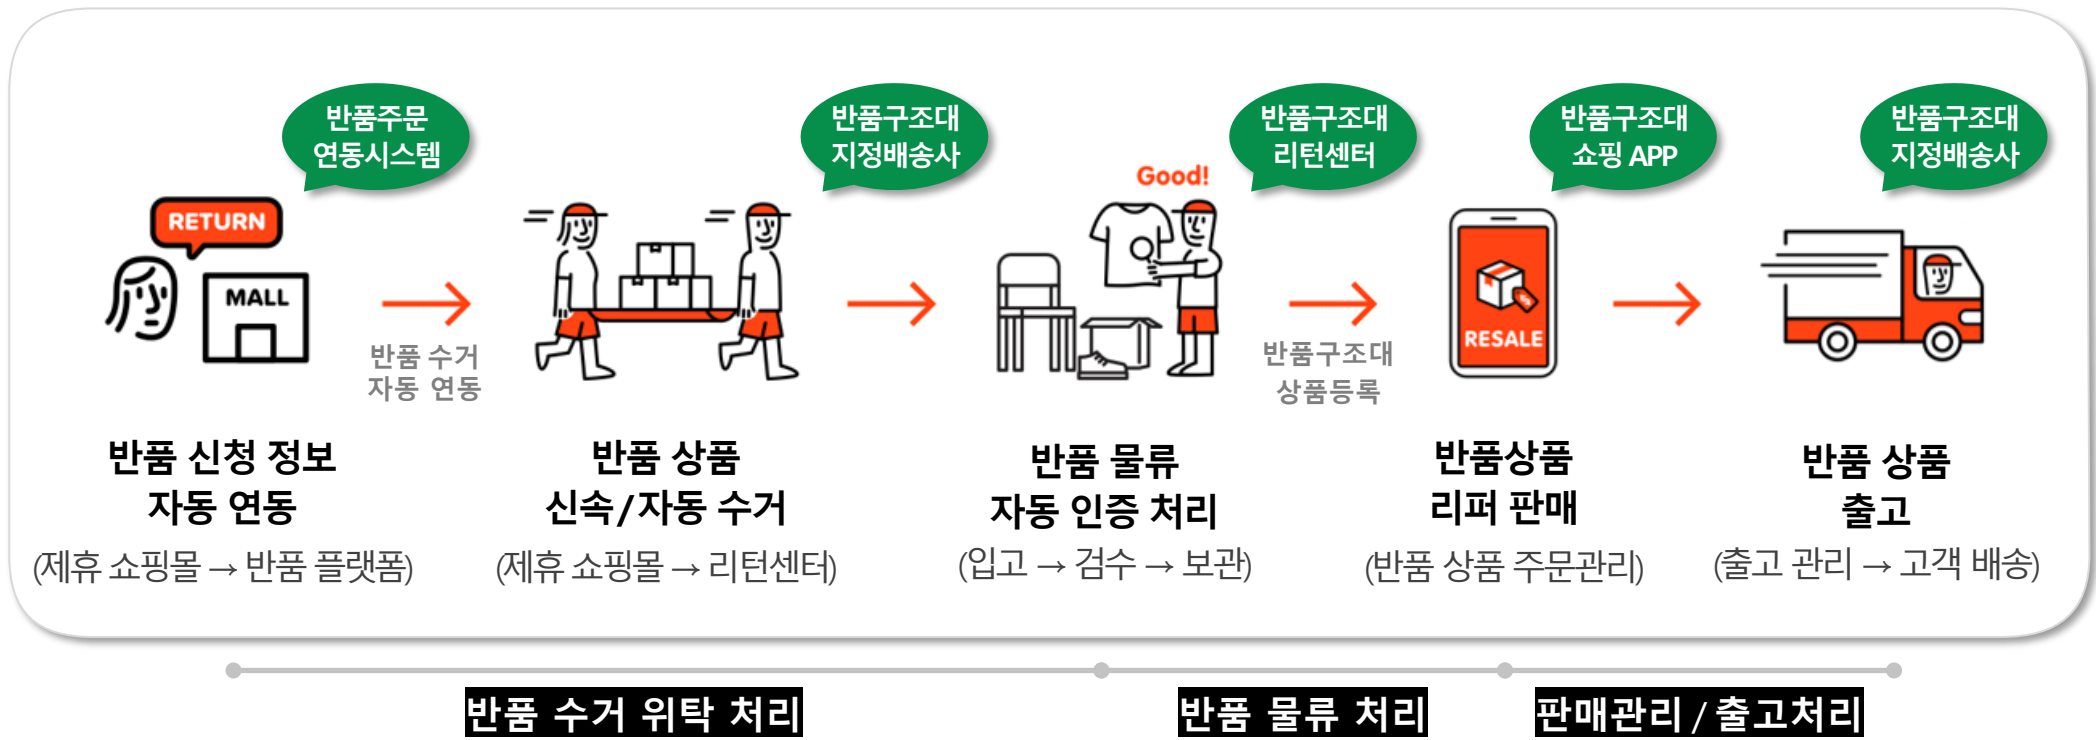 반품주문
연동시스템
RETURN
MALL
반품 수거
자동 연동
반품 신청 정보
자동 연동
(제휴 쇼핑몰 → 반품 플랫폼)
반품구조대
지정배송사
반품 상품
신속/자동 수거
(제휴 쇼핑몰 → 리턴센터)
반품구조대
리턴센터
Good!
반품구조대
상품등록
반품 물류
자동 인증 처리
(입고 → 검수 → 보관)
반품구조대
쇼핑 APP
RESALE
반품상품
리퍼 판매
(반품 상품 주문관리)
반품구조대
지정배송사
반품 상품
출고
(출고 관리 → 고객 배송)
반품 수거 위탁 처리
반품 물류 처리
판매관리 / 출고처리